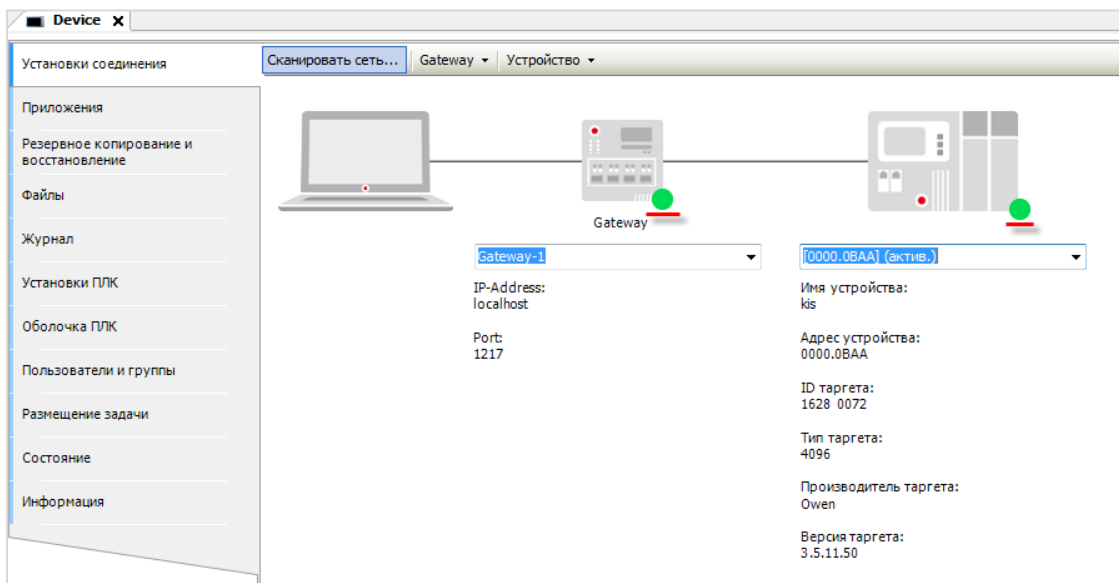 Device X
Установки соединения
Приложения
Резервное копирование и
восстановление
Файлы
Журнал
Установки ПЛК
Оболочка ПЛК
Пользователи и группы
Размещение задачи
Состояние
Информация
Сканировать сеть... Gateway Устройство
Gateway
Gateway-1
IP-Address:
localhost
Port:
1217
[0000.0BAA] (актив.)
Имя устройства:
kis
Адрес устройства:
0000.0BAA
ID таргета:
1628 0072
Тип таргета:
4096
Производитель таргета:
Owen
Версия таргета:
3.5.11.50